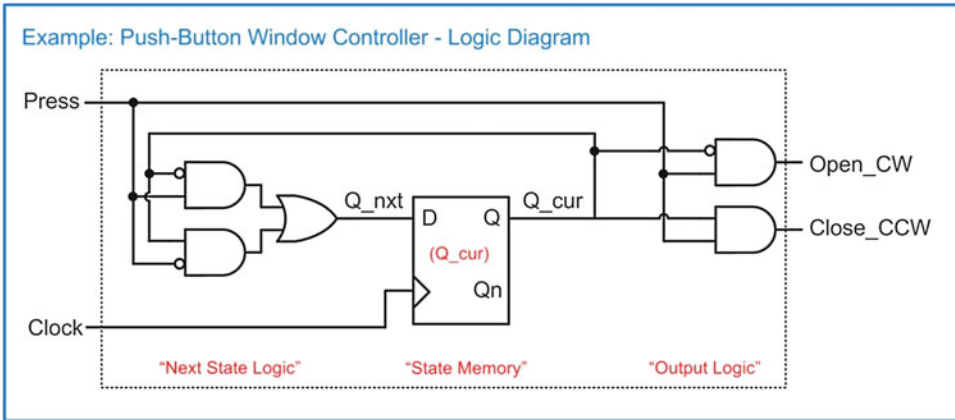 Example: Push-Button Window Controller - Logic Diagram
Press
Open_CW
Q_nxt
Q_cur
D
Q
Close_CCW
(Q_cur)
Qn
Clock
“Next State Logic”
“State Memory”
“Output Logic”